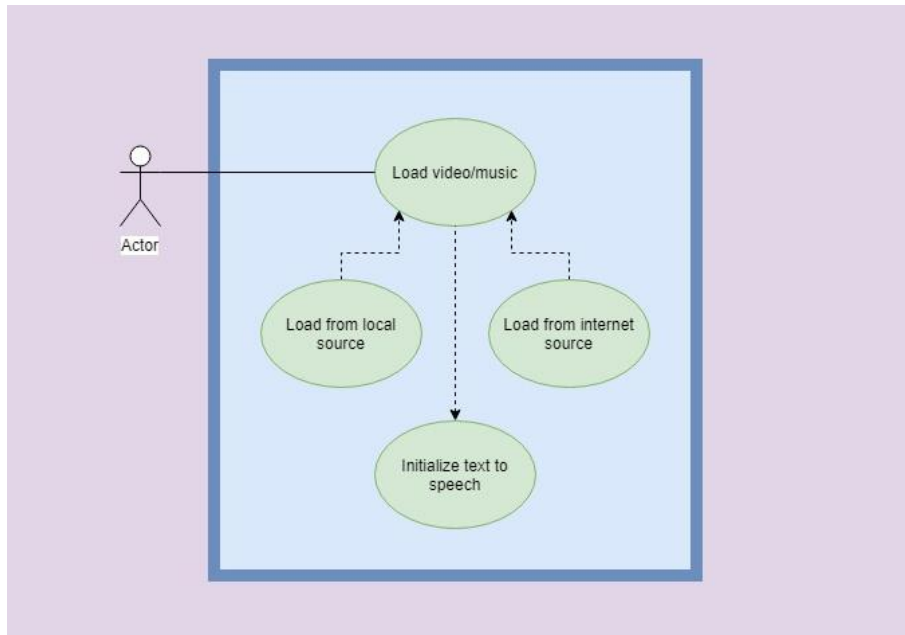 Load video/music
Actor
Load from local
source
Load from internet
source
Initialize text to
speech